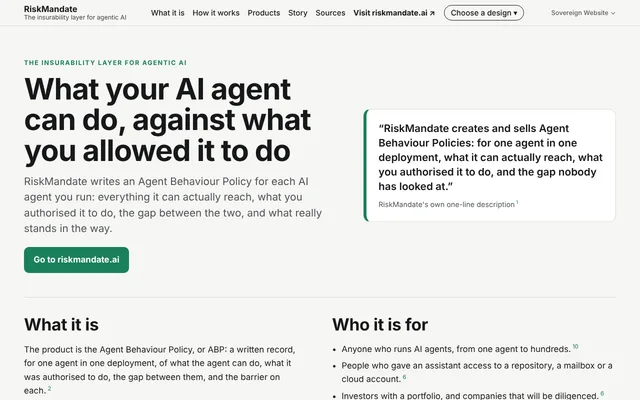 RiskMandate
The insurability layer for agentic AI
What it is How it works Products Story Sources Visit riskmandate.ai ↗ Choose a design ▾ Sovereign Website
THE INSURABILITY LAYER FOR AGENTIC AI
What your AI agent
can do, against what
you allowed it to do
RiskMandate writes an Agent Behaviour Policy for each AI
agent you run: everything it can actually reach, what you
authorised it to do, the gap between the two, and what really
stands in the way.
Go to riskmandate.ai
“RiskMandate creates and sells Agent
Behaviour Policies: for one agent in one
deployment, what it can actually reach, what
you authorised it to do, and the gap nobody
has looked at.”
RiskMandate's own one-line description 1
What it is
The product is the Agent Behaviour Policy, or ABP: a written record,
for one agent in one deployment, of what the agent can do, what it
was authorised to do, the gap between them, and the barrier on
each. 2
Who it is for
• Anyone who runs AI agents, from one agent to hundreds. 10
• People who give an assistant access to a repository, a mailbox or a
cloud account. 6
• Investors with a portfolio, and companies that will be diligenced. 6